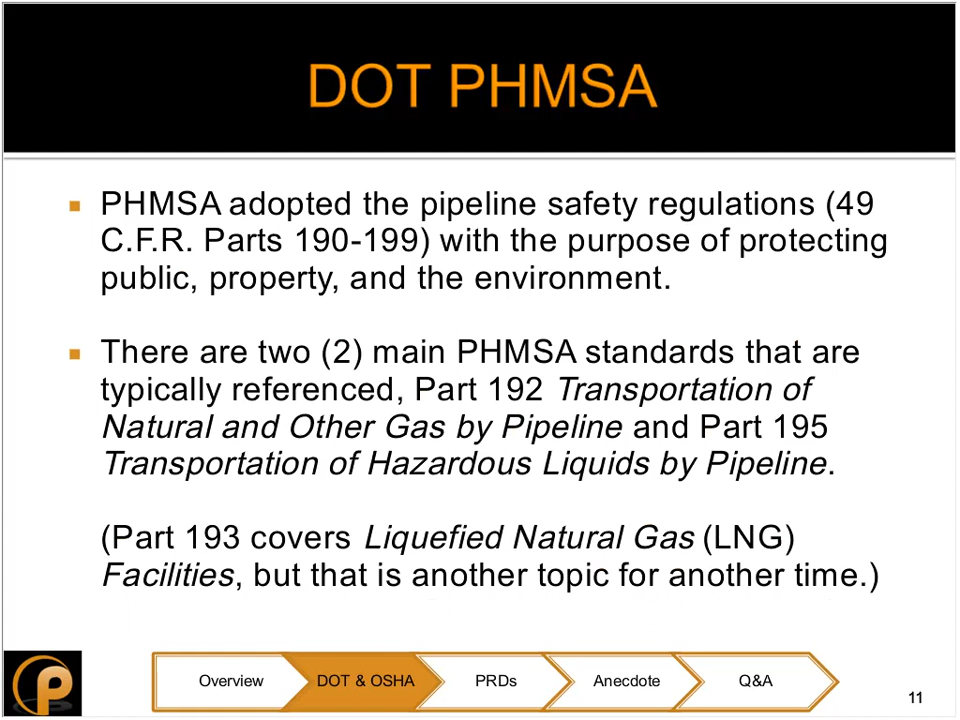 DOT PHMSA
PHMSA adopted the pipeline safety regulations (49
C.F.R. Parts 190-199) with the purpose of protecting
public, property, and the environment.
There are two (2) main PHMSA standards that are
typically referenced, Part 192 Transportation of
Natural and Other Gas by Pipeline and Part 195
Transportation of Hazardous Liquids by Pipeline.
(Part 193 covers Liquefied Natural Gas (LNG)
Facilities, but that is another topic for another time.)
P
Overview
DOT & OSHA
PRDs
Anecdote
Q&A
11